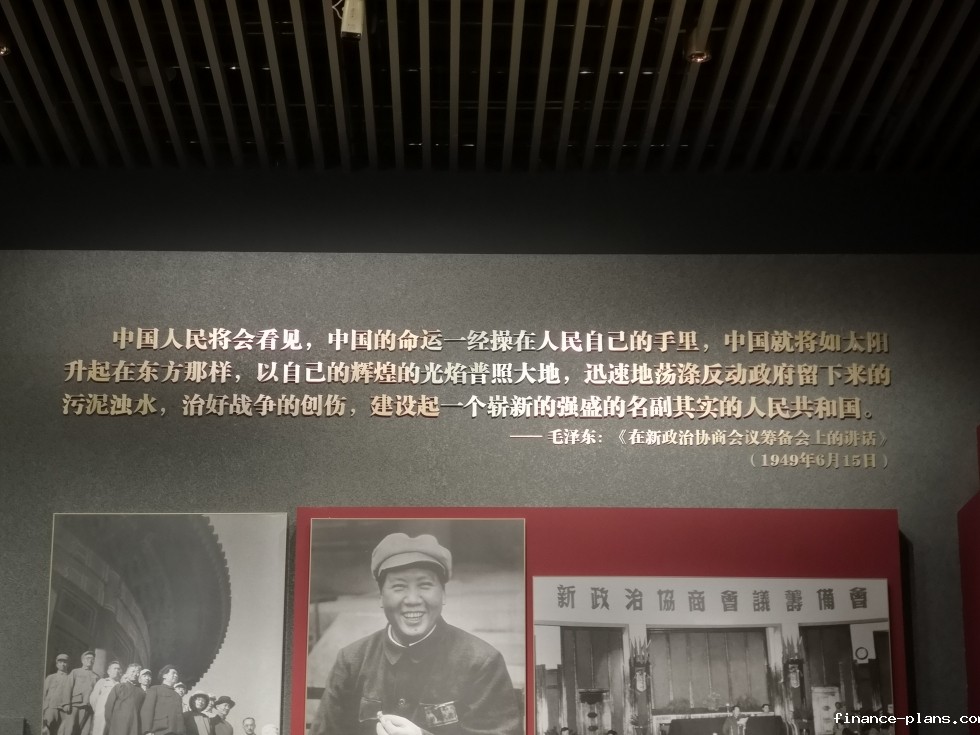 中国人民将会看见，中国的命运一经操在人民自己的手里，中国就将如太阳
升起在东方那样，以自己的辉煌的光焰普照大地，迅速地荡涤反动政府留下来的
污泥浊水，治好战争的创伤，建设起一个崭新的强盛的名副其实的人民共和国。
—— 毛泽东：《在新政治协商会议筹备会上的讲话》
（1949年6月15日）
新政治協商會議籌備會
finance-plans.co